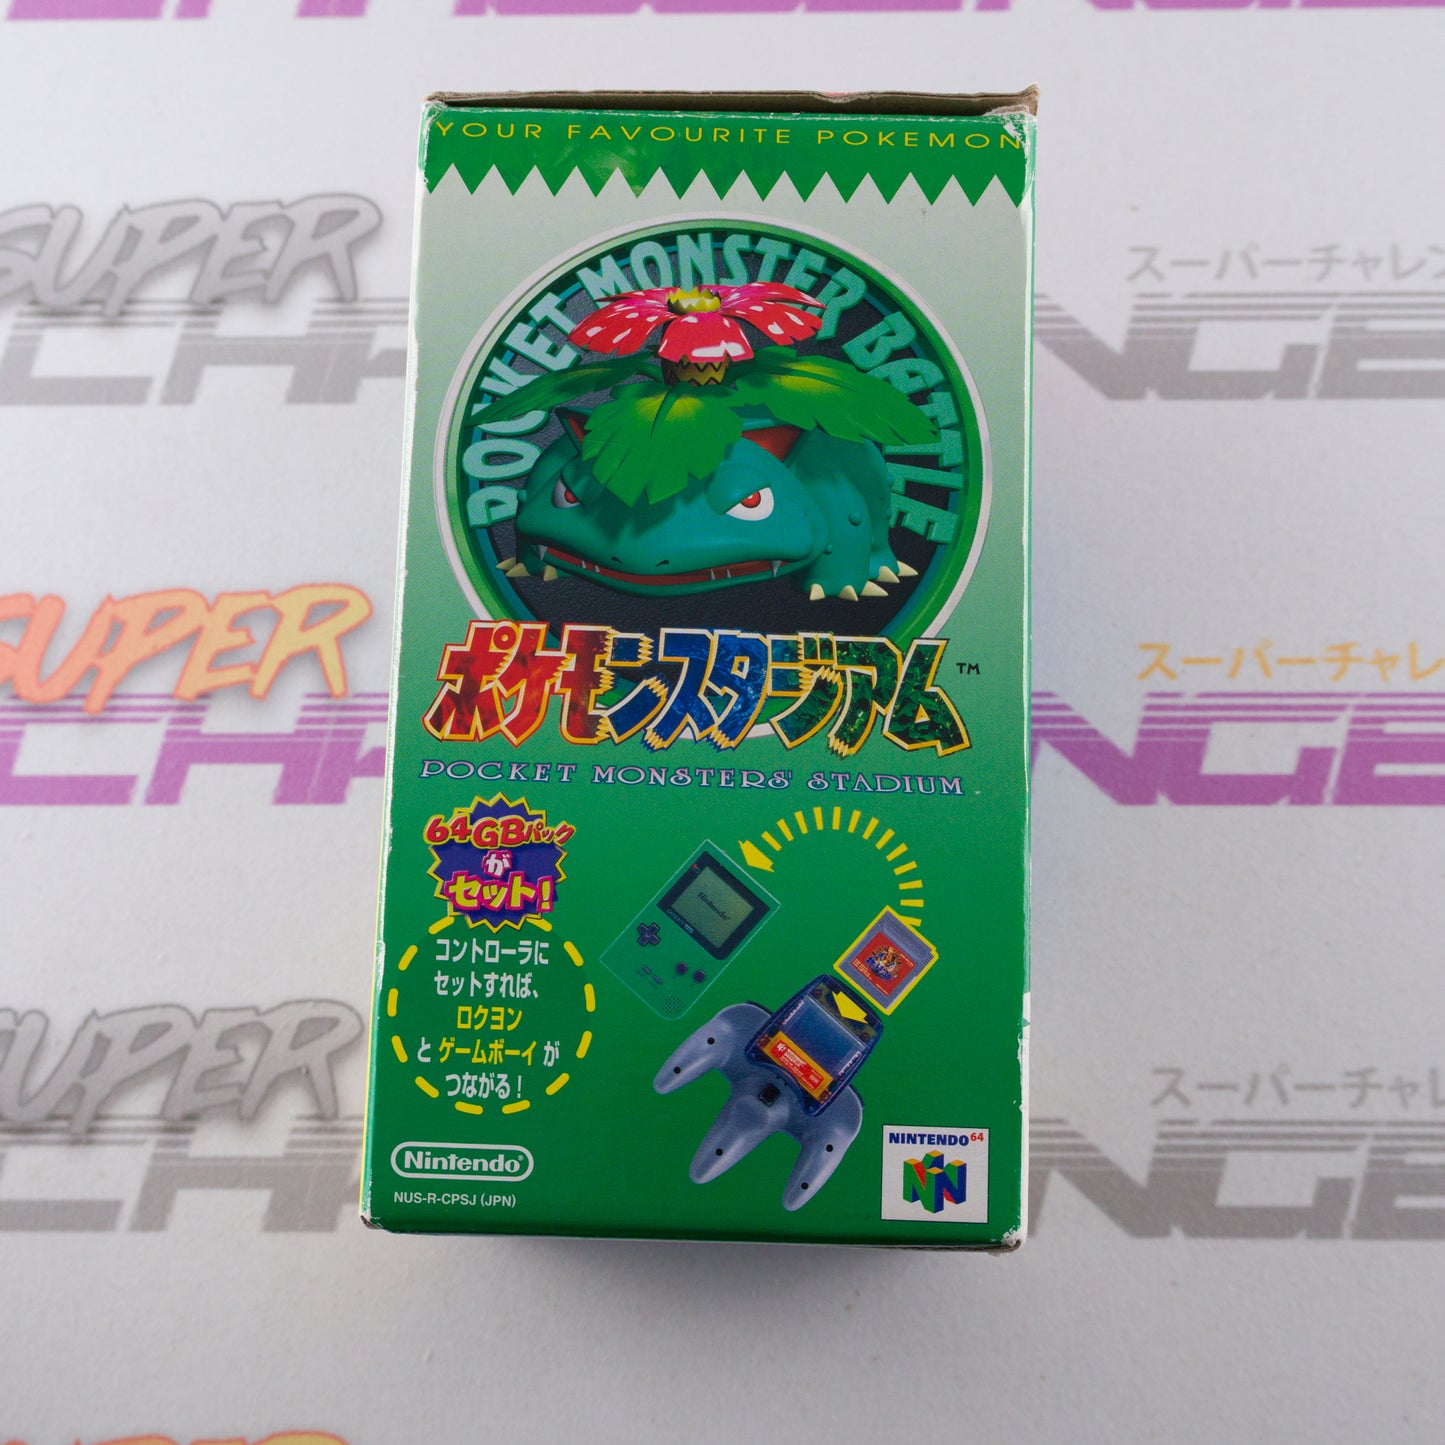 YOUR FAVOURITE POKEMON
POCKET MONSTER BATTLE
ポケモンスタジアム™
POCKET MONSTERS' STADIUM
64GBパック
が
セット!
コントローラに
セットすれば、
ロクヨン
と ゲームボーイ が
つながる!
Nintendo
Nintendo®
NUS-R-CPSJ (JPN)
NINTENDO64
SUPER
スーパーチャレン
SUPER
スーパーチャレン
SUPER
スーパーチャレン
SUPER